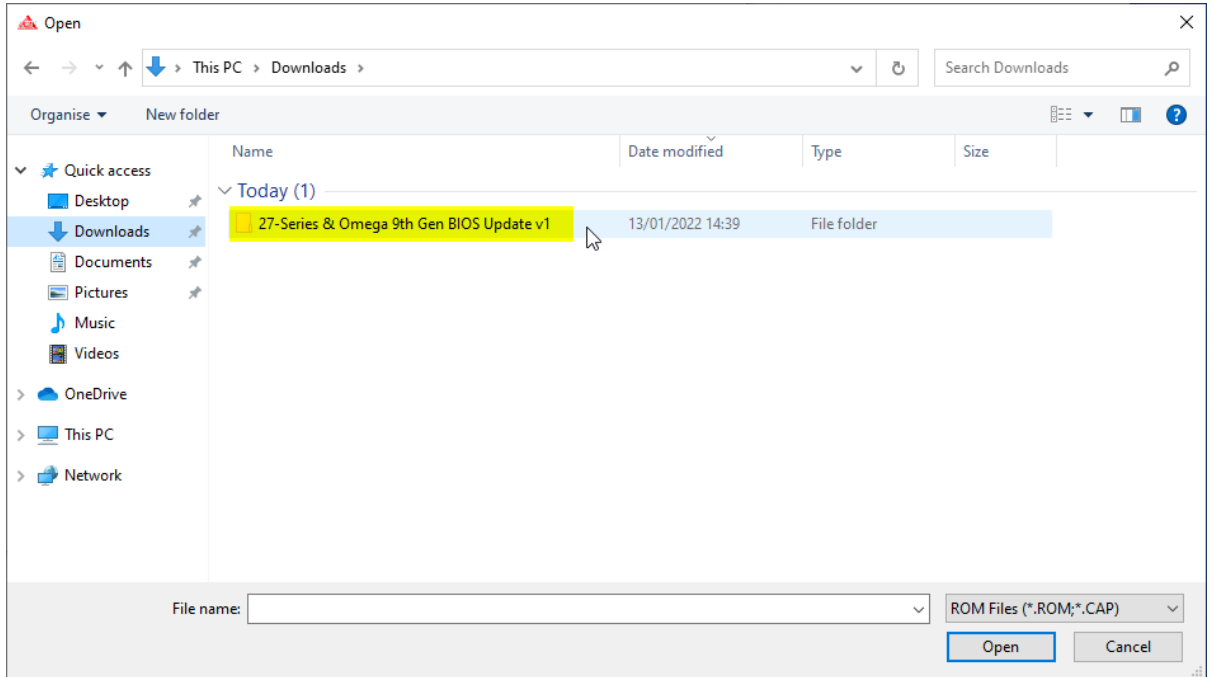 Open
This PC > Downloads >
Search Downloads
Organise
New folder
Name
Date modified
Type
Size
Quick access
Desktop
Downloads
Documents
Pictures
Music
Videos
OneDrive
This PC
Network
Today (1)
27-Series & Omega 9th Gen BIOS Update v1
13/01/2022 14:39
File folder
File name:
ROM Files (*.ROM;*.CAP)
Open
Cancel